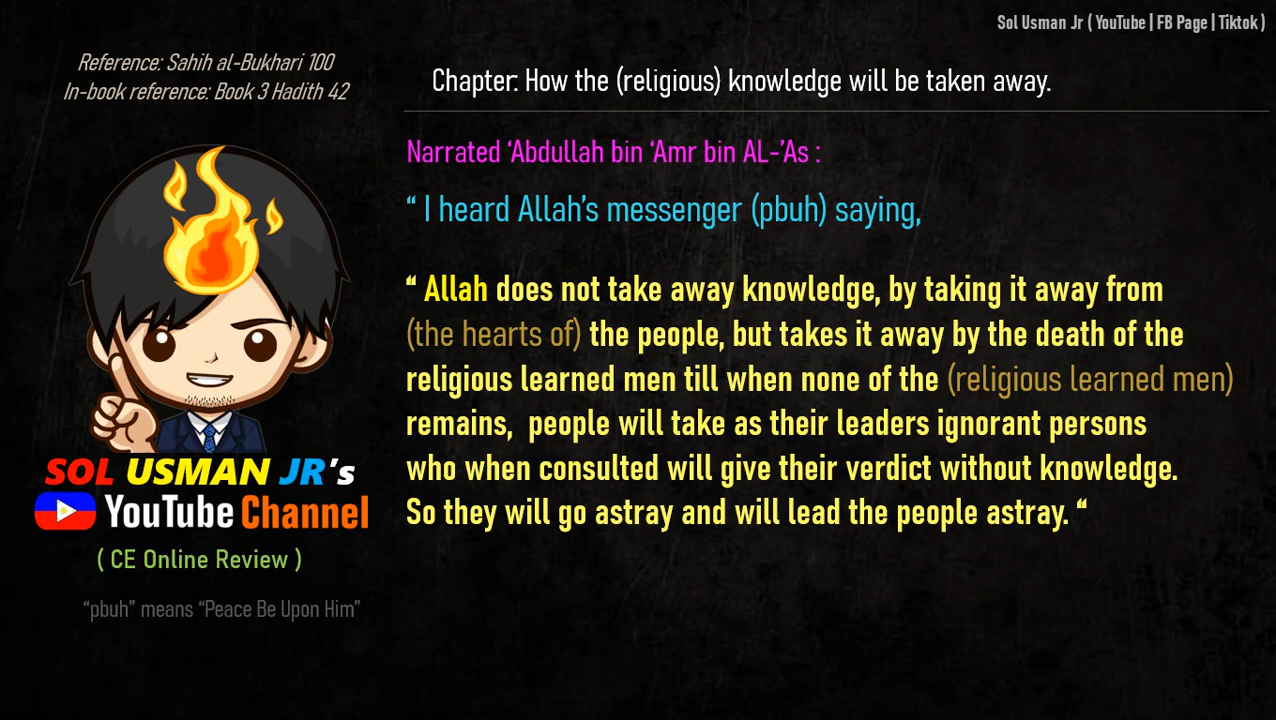 Sol Usman Jr ( YouTube | FB Page | Tiktok )
Reference: Sahih al-Bukhari 100
In-book reference: Book 3 Hadith 42
Chapter: How the (religious) knowledge will be taken away.
Narrated ‘Abdullah bin ‘Amr bin AL-’As :
“ I heard Allah’s messenger (pbuh) saying,
“ Allah does not take away knowledge, by taking it away from
(the hearts of) the people, but takes it away by the death of the
religious learned men till when none of the (religious learned men)
remains,  people will take as their leaders ignorant persons
who when consulted will give their verdict without knowledge.
So they will go astray and will lead the people astray. “
SOL USMAN JR’s
YouTube Channel
( CE Online Review )
“pbuh” means “Peace Be Upon Him”